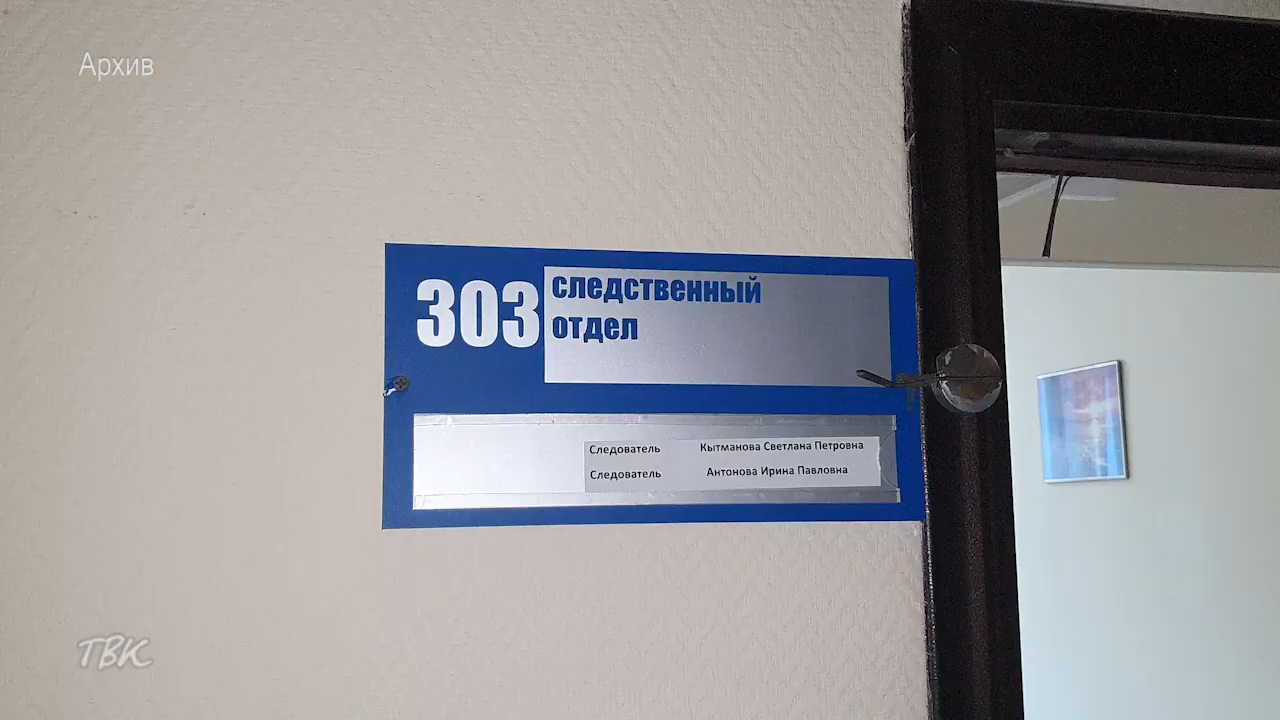 Архив
303 следственный
отдел
Следователь Кытманова Светлана Петровна
Следователь Антонова Ирина Павловна
ТВК